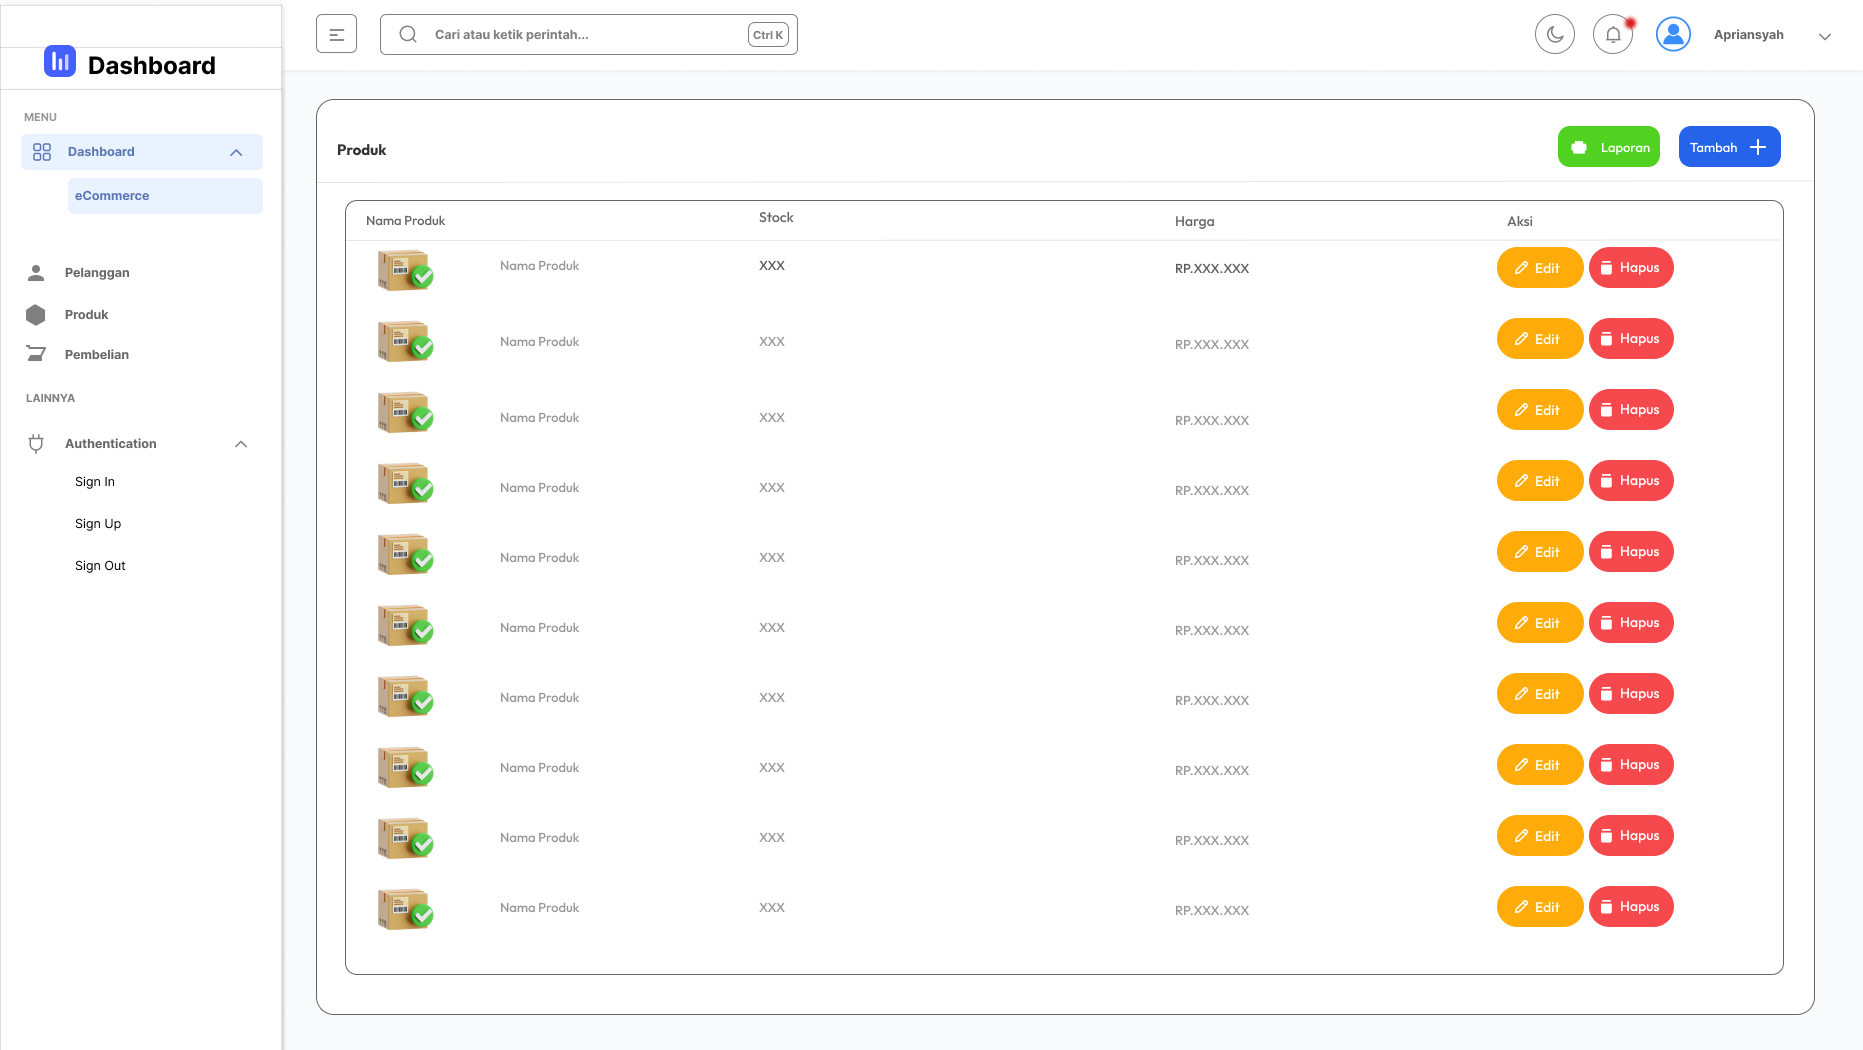 Cari atau ketik perintah...
Ctrl K
Apriansyah
Dashboard
MENU
Dashboard
eCommerce
Pelanggan
Produk
Pembelian
LAINNYA
Authentication
Sign In
Sign Up
Sign Out
Produk
Laporan
Tambah
Nama Produk Stock Harga Aksi
Nama Produk XXX RP.XXX.XXX Edit Hapus
Nama Produk XXX RP.XXX.XXX Edit Hapus
Nama Produk XXX RP.XXX.XXX Edit Hapus
Nama Produk XXX RP.XXX.XXX Edit Hapus
Nama Produk XXX RP.XXX.XXX Edit Hapus
Nama Produk XXX RP.XXX.XXX Edit Hapus
Nama Produk XXX RP.XXX.XXX Edit Hapus
Nama Produk XXX RP.XXX.XXX Edit Hapus
Nama Produk XXX RP.XXX.XXX Edit Hapus
Nama Produk XXX RP.XXX.XXX Edit Hapus